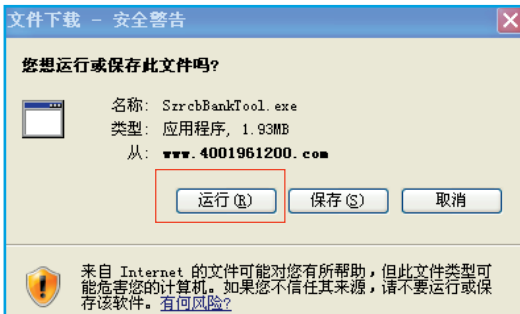 文件下载 - 安全警告
您想运行或保存此文件吗?
名称: SzrcbBankTool.exe
类型: 应用程序, 1.93MB
从: www.4001961200.com
运行(R) 保存(S) 取消
来自 Internet 的文件可能对您有所帮助，但此文件类型可
能危害您的计算机。如果您不信任其来源，请不要运行或保
存该软件。有何风险?